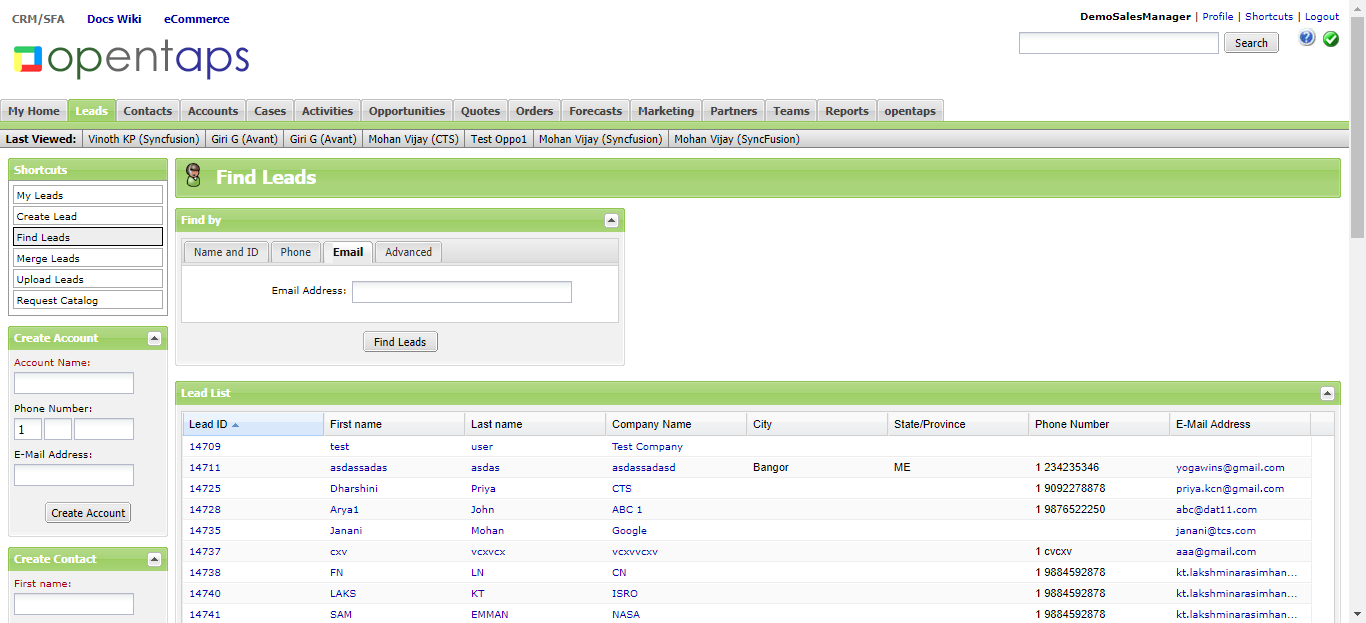 CRM/SFA Docs Wiki eCommerce
DemoSalesManager | Profile | Shortcuts | Logout
opentaps
Search
My Home Leads Contacts Accounts Cases Activities Opportunities Quotes Orders Forecasts Marketing Partners Teams Reports opentaps
Last Viewed: Vinoth KP (Syncfusion) Giri G (Avant) Giri G (Avant) Mohan Vijay (CTS) Test Oppo1 Mohan Vijay (Syncfusion) Mohan Vijay (SyncFusion)
Shortcuts
My Leads
Create Lead
Find Leads
Merge Leads
Upload Leads
Request Catalog
Create Account
Account Name:
Phone Number:
1
E-Mail Address:
Create Account
Create Contact
First name:
Find Leads
Find by
Name and ID Phone Email Advanced
Email Address:
Find Leads
Lead List
Lead ID First name Last name Company Name City State/Province Phone Number E-Mail Address
14709 test user Test Company
14711 asdassadas asdas asdassadasd Bangor ME 1 234235346 yogawins@gmail.com
14725 Dharshini Priya CTS 1 9092278878 priya.kcn@gmail.com
14728 Arya1 John ABC 1 1 9876522250 abc@dat11.com
14735 Janani Mohan Google janani@tcs.com
14737 cxv vcxvcx vcxvvcxv 1 cvcxv aaa@gmail.com
14738 FN LN CN 1 9884592878 kt.lakshminarasimhan...
14740 LAKS KT ISRO 1 9884592878 kt.lakshminarasimhan...
14741 SAM EMMAN NASA 1 9884592878 kt.lakshminarasimhan...